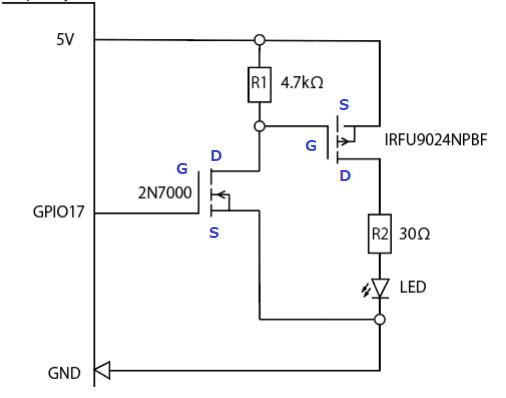 5V
R1 4.7kΩ
S
G
IRFU9024NPBF
D
G
D
2N7000
GPIO17
S
R2 30Ω
LED
GND